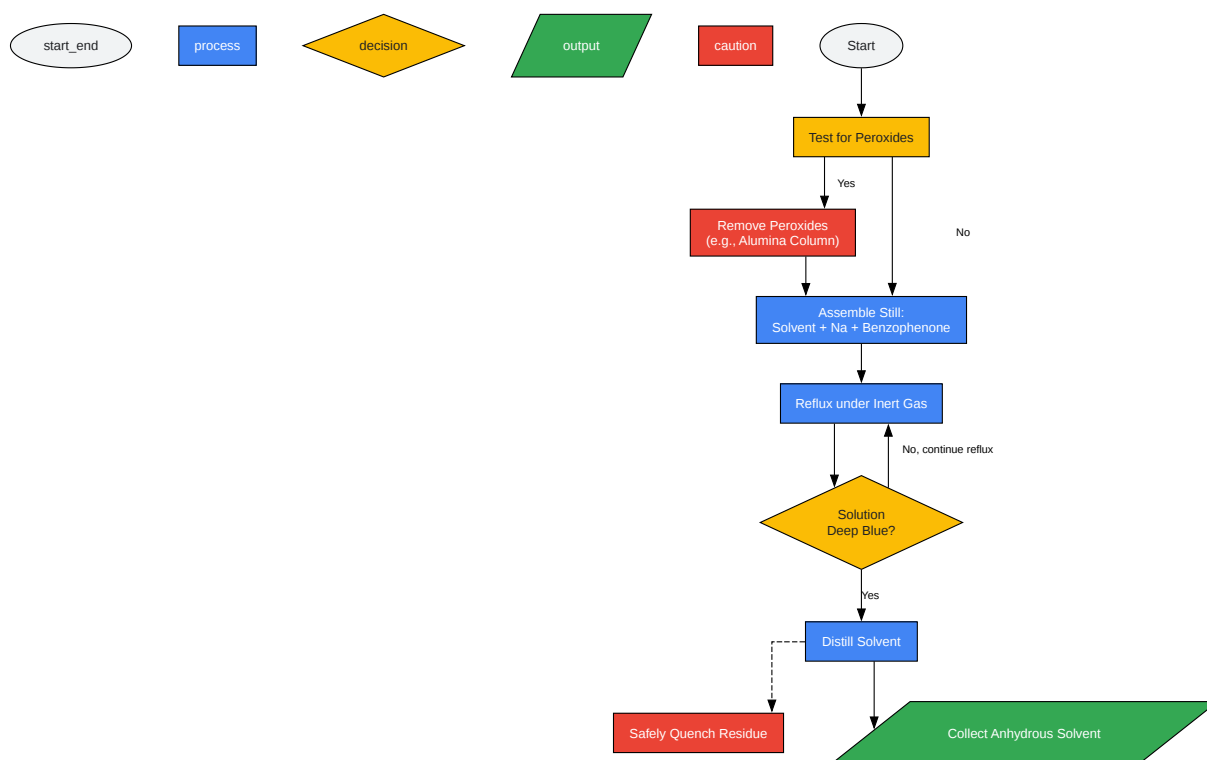 start_end
process
decision
output
caution
Start
Test for Peroxides
Yes
Remove Peroxides
(e.g., Alumina Column)
No
Assemble Still:
Solvent + Na + Benzophenone
Reflux under Inert Gas
No, continue reflux
Solution
Deep Blue?
Yes
Distill Solvent
Safely Quench Residue
Collect Anhydrous Solvent